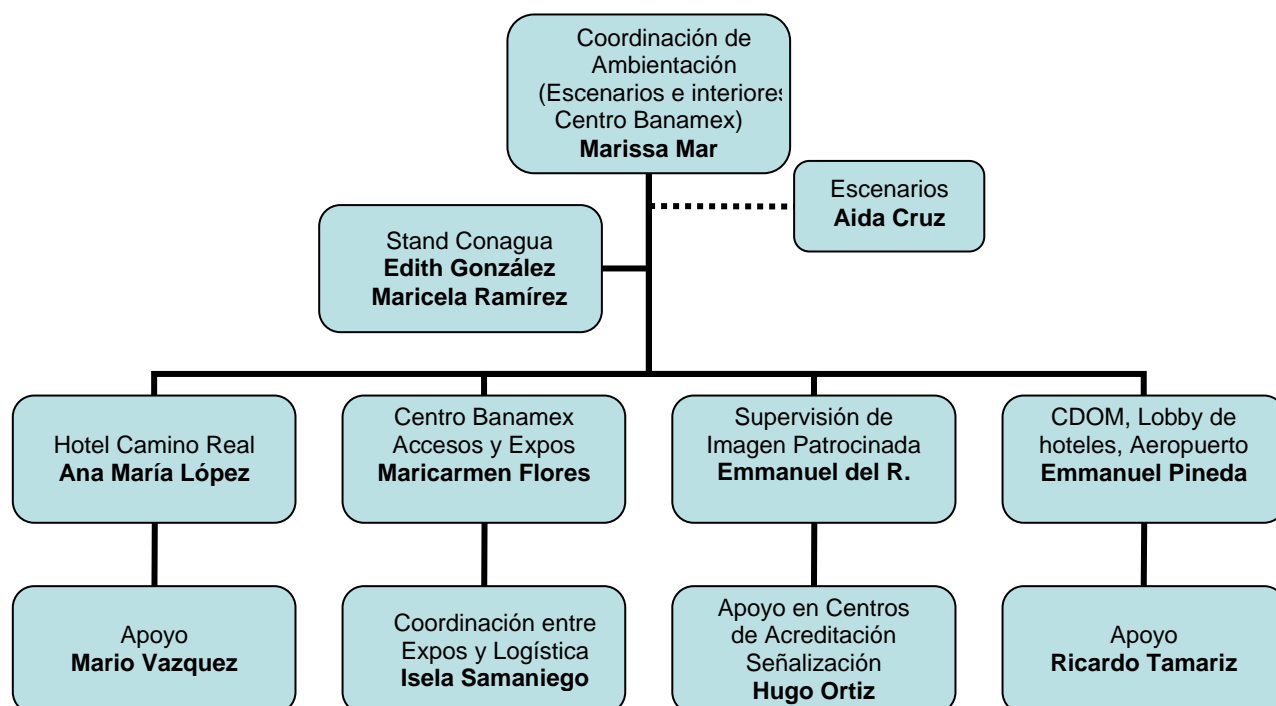 Coordinación de
Ambientación
(Escenarios e interiores
Centro Banamex)
Marissa Mar
Escenarios
Aida Cruz
Stand Conagua
Edith González
Maricela Ramírez
Hotel Camino Real
Ana María López
Centro Banamex
Accesos y Expos
Maricarmen Flores
Supervisión de
Imagen Patrocinada
Emmanuel del R.
CDOM, Lobby de
hoteles, Aeropuerto
Emmanuel Pineda
Apoyo
Mario Vazquez
Coordinación entre
Expos y Logística
Isela Samaniego
Apoyo en Centros
de Acreditación
Señalización
Hugo Ortiz
Apoyo
Ricardo Tamariz